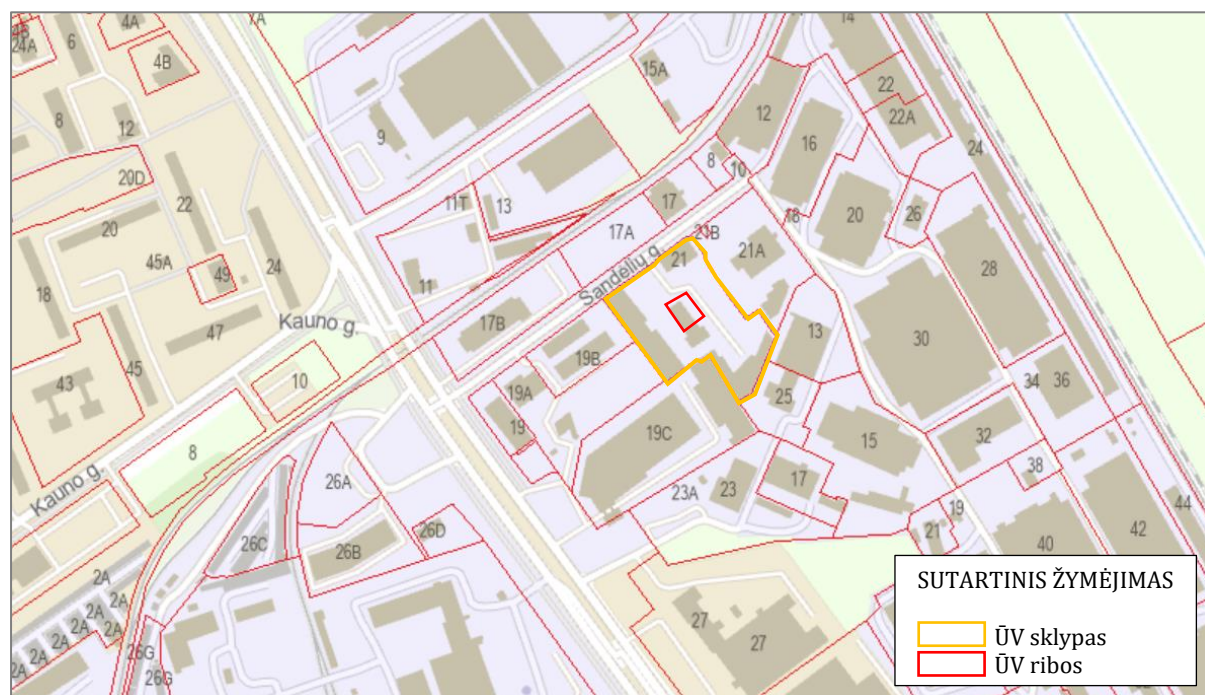 7A
4A
14
4B
6
24A
4B
15A
22
12
22A
8
12
9
16
24
8
20D
10
11T
13
17
22
18
20
26
20
17A
21B
21A
45A
49
24
21
11
Sandėlių g.
28
18
Kauno g.
17B
47
13
30
19B
45
10
19A
34
36
43
25
19
19C
15
32
8
26A
38
Kauno g.
17
23A
23
19
26D
44
21
26B
26C
42
40
2A
2A
2A
2A
2A
2A
2A
2A
27
27
26G
26G
SUTARTINIS ŽYMĖJIMAS
ŪV sklypas
ŪV ribos